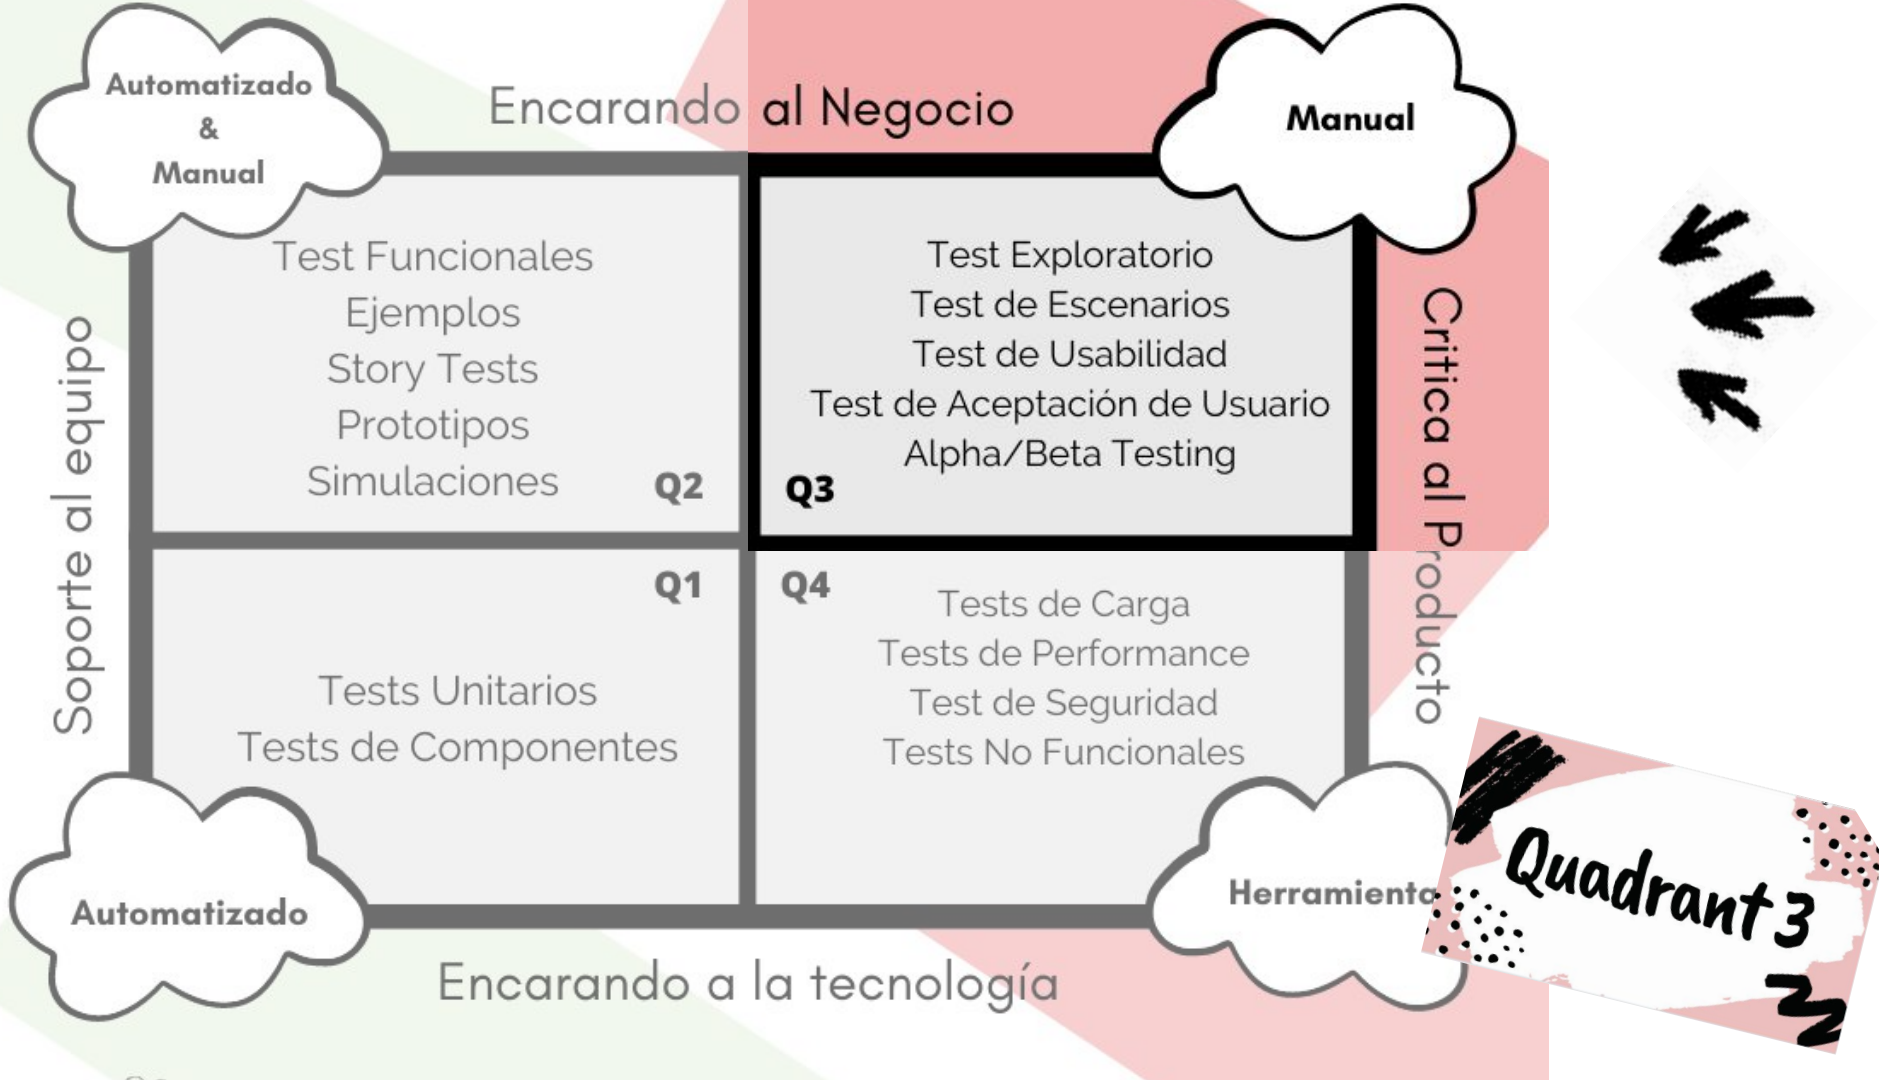 Automatizado
&
Manual
Encarando al Negocio
Manual
Soporte al equipo
Test Funcionales
Ejemplos
Story Tests
Prototipos
Simulaciones
Q2
Test Exploratorio
Test de Escenarios
Test de Usabilidad
Test de Aceptación de Usuario
Alpha/Beta Testing
Q3
Critica al Producto
Q1
Tests Unitarios
Tests de Componentes
Q4
Tests de Carga
Tests de Performance
Test de Seguridad
Tests No Funcionales
Automatizado
Herramienta
Quadrant 3
Encarando a la tecnología